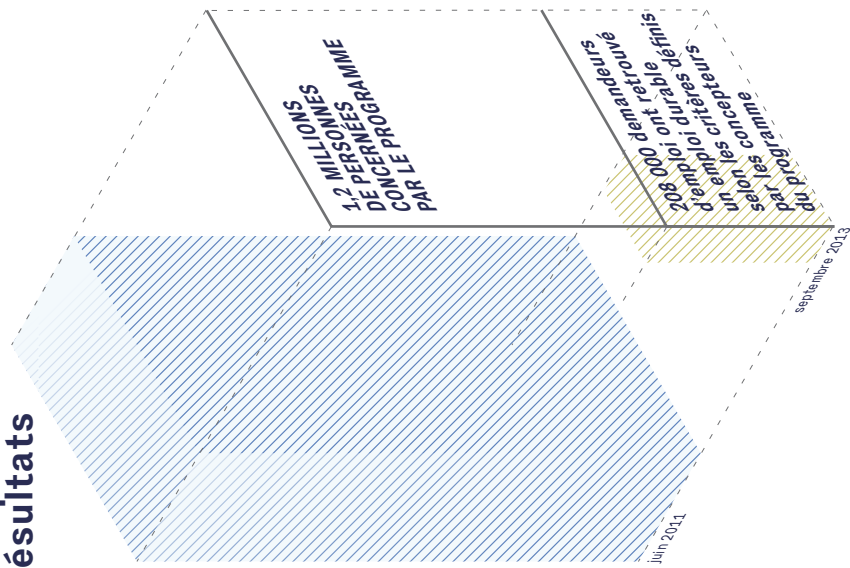 ésultats
1,2 MILLIONS
DE PERSONNES
CONCERNÉES
PAR LE PROGRAMME
208 000 demandeurs
d'emploi ont retrouvé
un emploi durable
selon les critères définis
par les concepteurs
du programme
juin 2011
septembre 2013